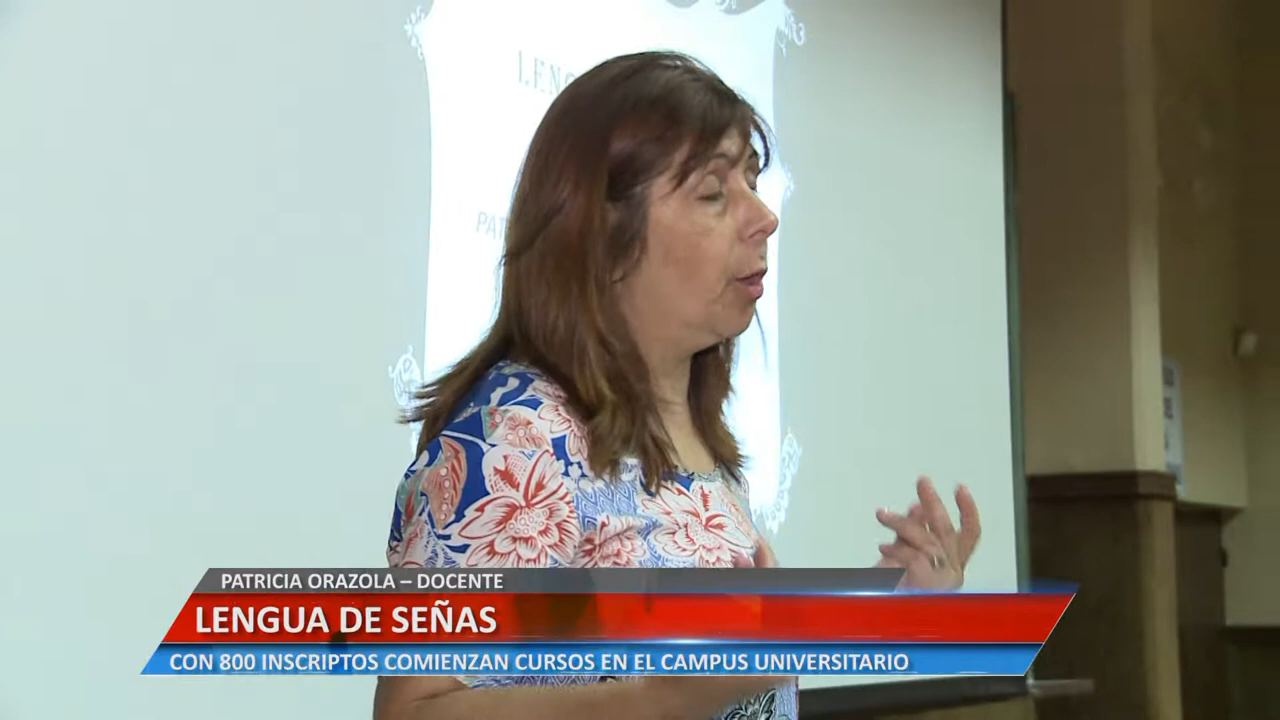 PATRICIA ORAZOLA – DOCENTE
LENGUA DE SEÑAS
CON 800 INSCRIPTOS COMIENZAN CURSOS EN EL CAMPUS UNIVERSITARIO